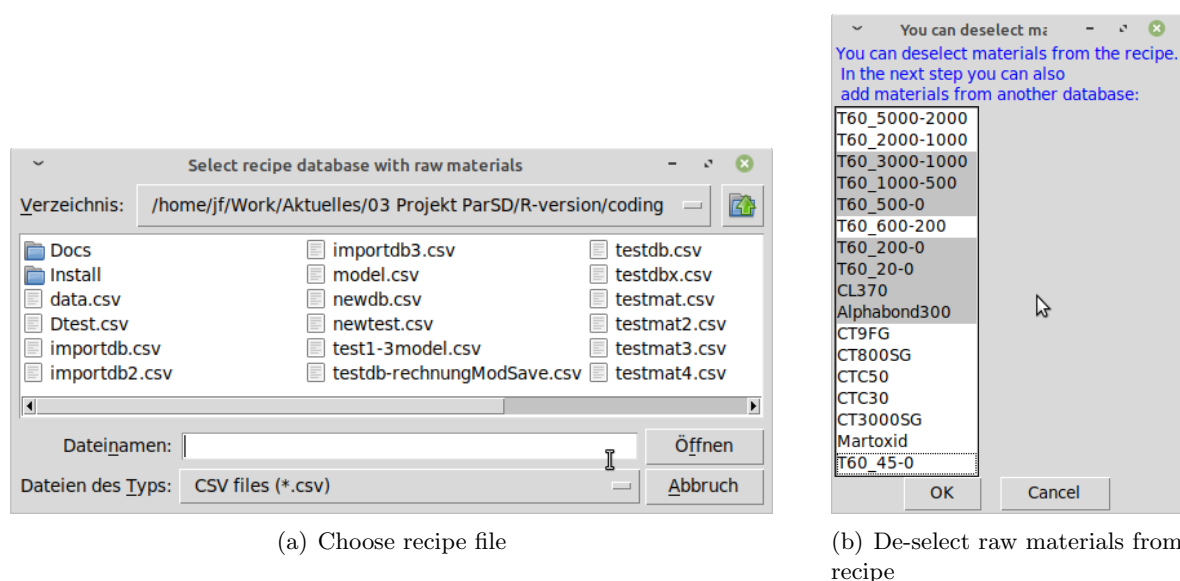 Select recipe database with raw materials
Verzeichnis: /home/jf/Work/Aktuelles/03 Projekt ParSD/R-version/coding
Docs
Install
data.csv
Dtest.csv
importdb.csv
importdb2.csv
importdb3.csv
model.csv
newdb.csv
newtest.csv
test1-3model.csv
testdb-rechnungModSave.csv
testdb.csv
testdbx.csv
testmat.csv
testmat2.csv
testmat3.csv
testmat4.csv
Dateinamen: Öffnen
Dateien des Typs: CSV files (*.csv) Abbruch
(a) Choose recipe file
You can deselect ma
You can deselect materials from the recipe.
In the next step you can also
add materials from another database:
T60_5000-2000
T60_2000-1000
T60_3000-1000
T60_1000-500
T60_500-0
T60_600-200
T60_200-0
T60_20-0
CL370
Alphabond300
CT9FG
CT800SG
CTC50
CTC30
CT3000SG
Martoxid
T60_45-0
OK Cancel
(b) De-select raw materials from
recipe